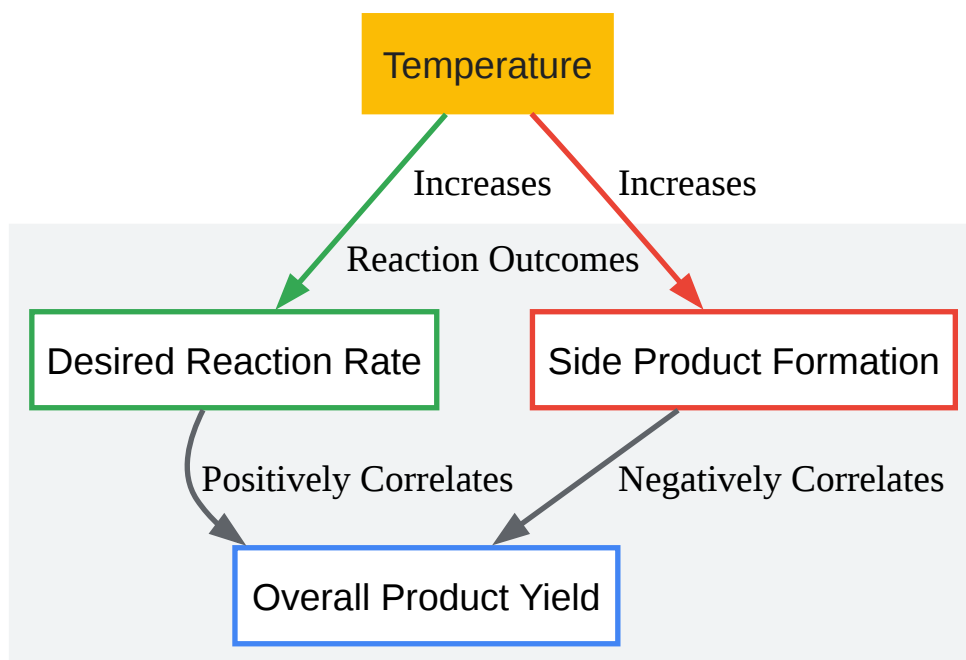 Temperature
Increases
Increases
Reaction Outcomes
Desired Reaction Rate
Side Product Formation
Positively Correlates
Negatively Correlates
Overall Product Yield